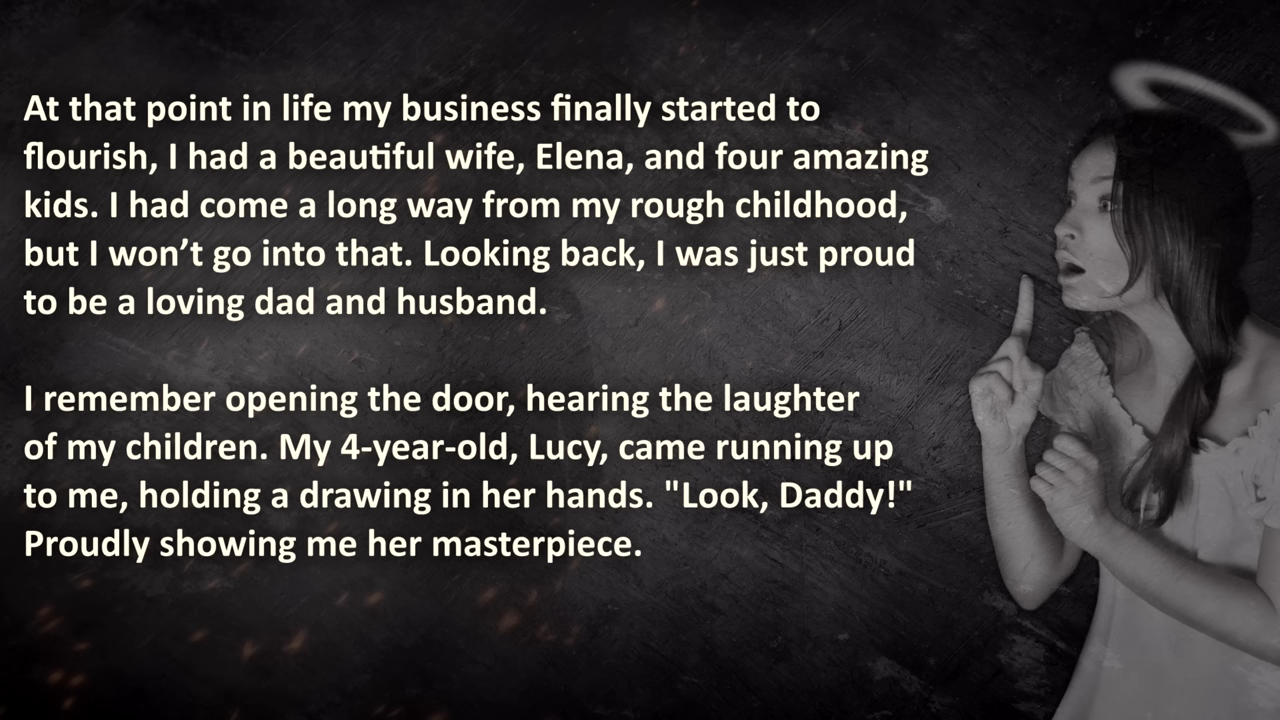 At that point in life my business finally started to
flourish, I had a beautiful wife, Elena, and four amazing
kids. I had come a long way from my rough childhood,
but I won’t go into that. Looking back, I was just proud
to be a loving dad and husband.
I remember opening the door, hearing the laughter
of my children. My 4-year-old, Lucy, came running up
to me, holding a drawing in her hands. "Look, Daddy!"
Proudly showing me her masterpiece.